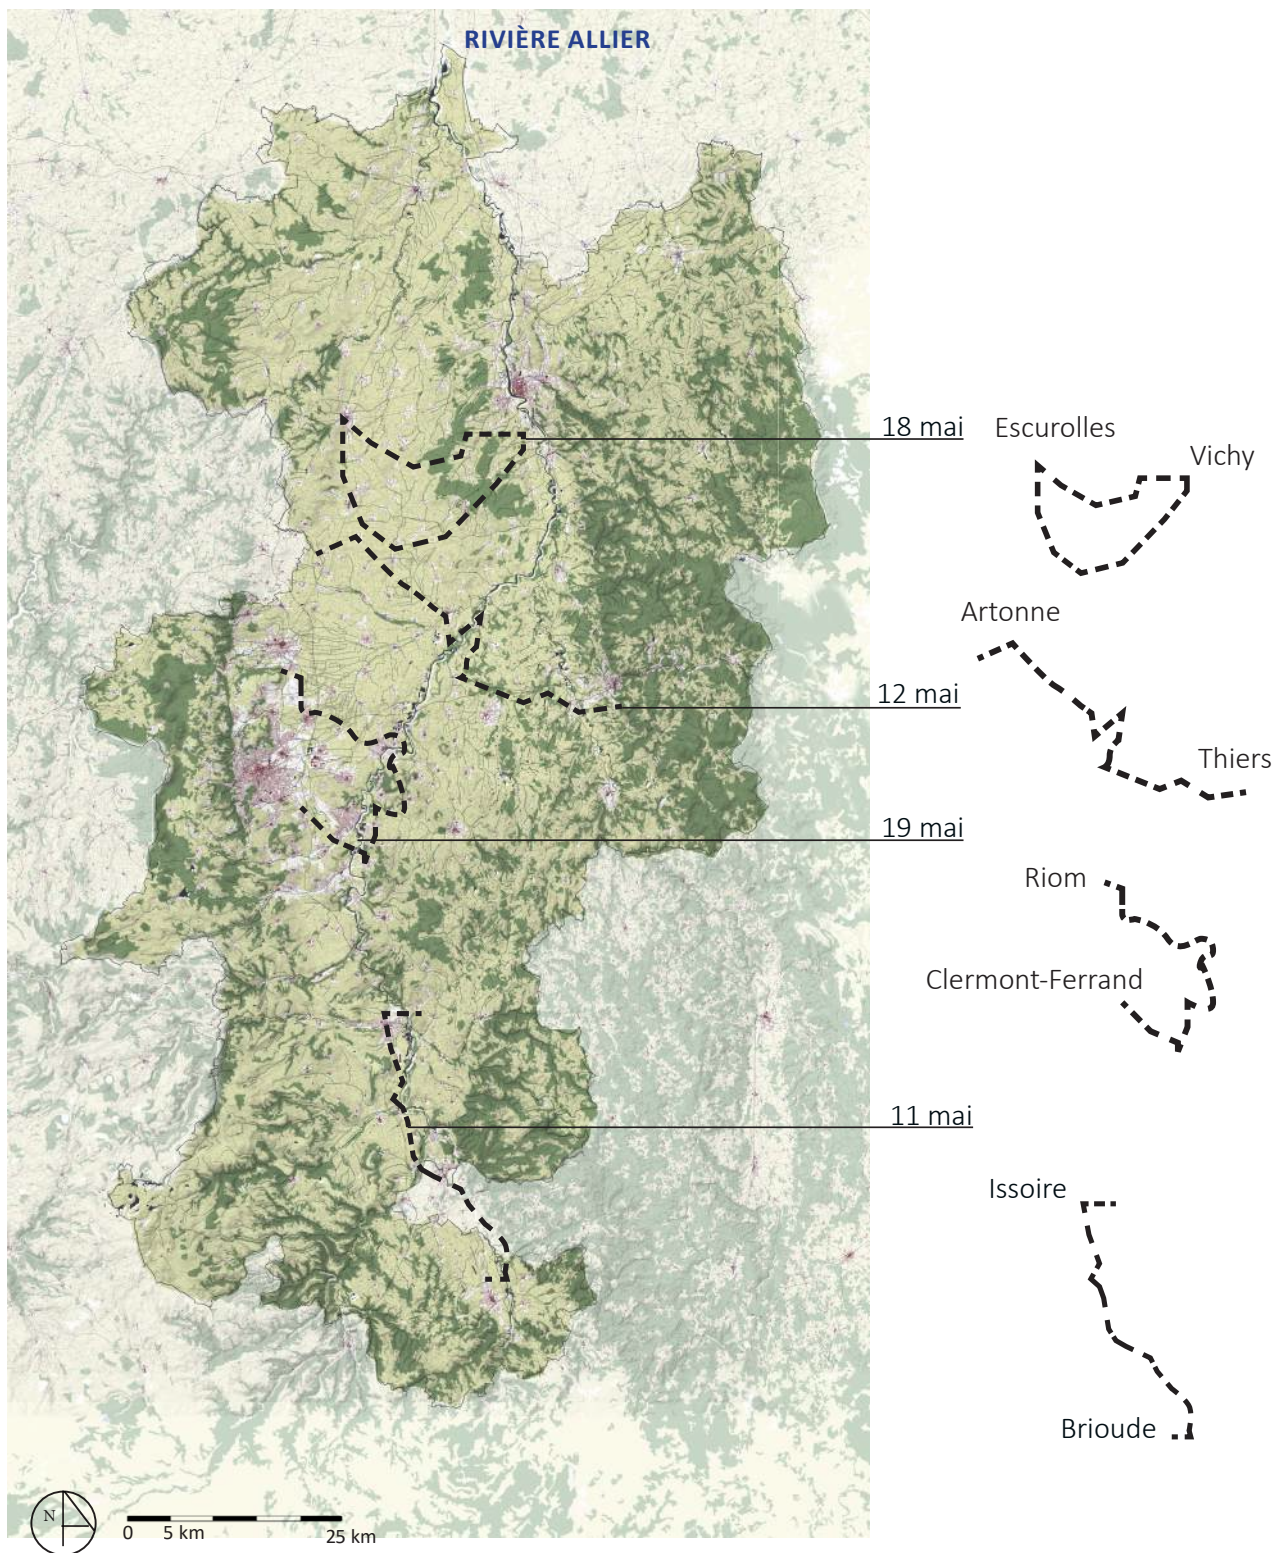 RIVIÈRE ALLIER
18 mai
Escurolles
Vichy
Artonne
12 mai
Thiers
19 mai
Riom
Clermont-Ferrand
11 mai
Issoire
Brioude
N
0 5 km 25 km